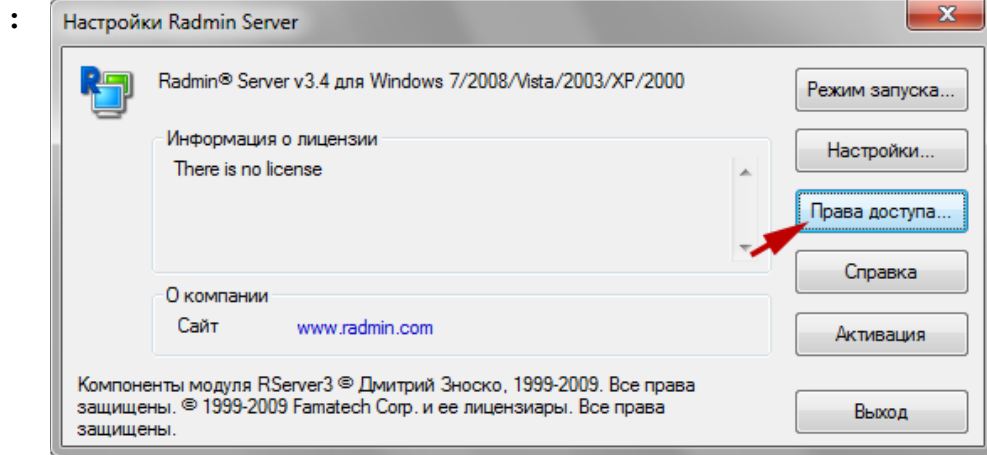 :
Настройки Radmin Server
Radmin® Server v3.4 для Windows 7/2008/Vista/2003/XP/2000
Режим запуска...
Информация о лицензии
There is no license
Настройки...
Права доступа...
Справка
О компании
Сайт www.radmin.com
Активация
Компоненты модуля RServer3 © Дмитрий Зноско, 1999-2009. Все права
защищены. © 1999-2009 Famatech Corp. и ее лицензиары. Все права
защищены.
Выход